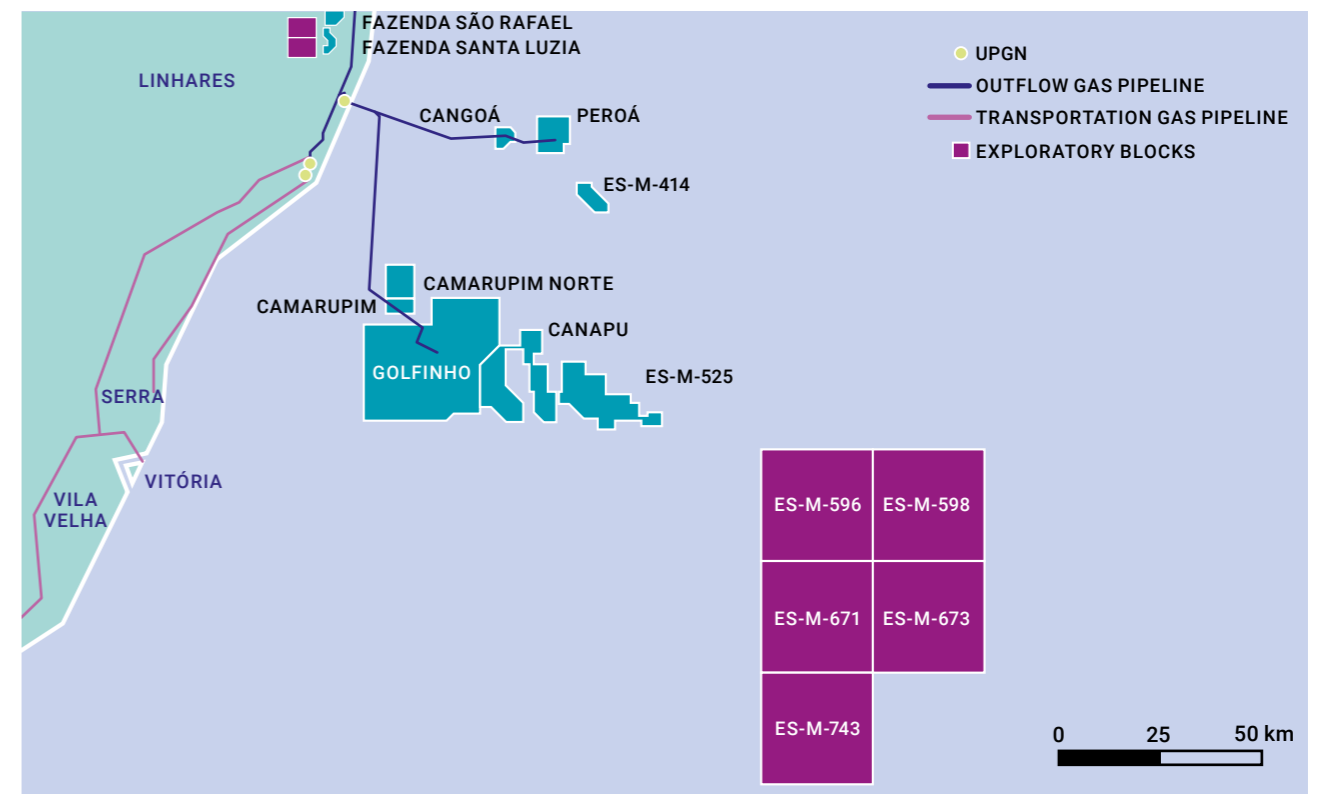 FAZENDA SÃO RAFAEL
FAZENDA SANTA LUZIA
LINHARES
CANGOÁ
PEROÁ
ES-M-414
CAMARUPIM NORTE
CAMARUPIM
CANAPU
GOLFINHO
ES-M-525
SERRA
VITÓRIA
VILA
VELHA
UPGN
OUTFLOW GAS PIPELINE
TRANSPORTATION GAS PIPELINE
EXPLORATORY BLOCKS
ES-M-596
ES-M-598
ES-M-671
ES-M-673
ES-M-743
0 25 50 km